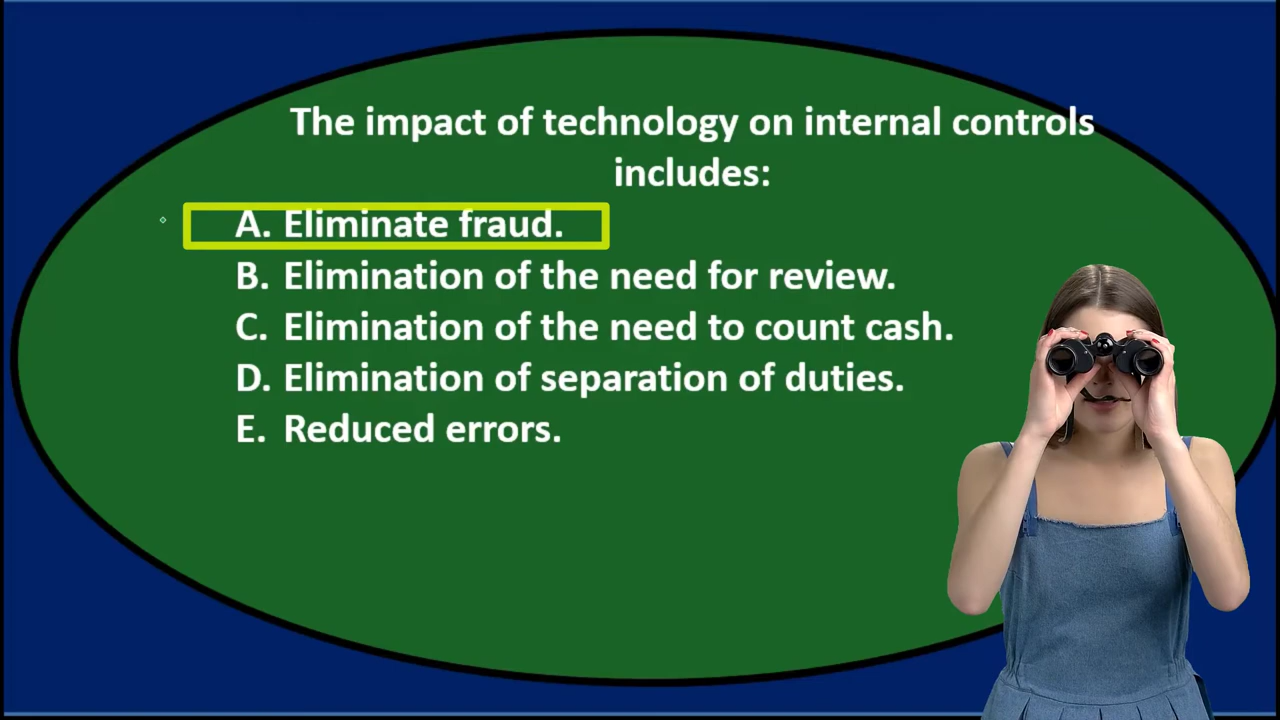 The impact of technology on internal controls
includes:
A. Eliminate fraud.
B. Elimination of the need for review.
C. Elimination of the need to count cash.
D. Elimination of separation of duties.
E. Reduced errors.